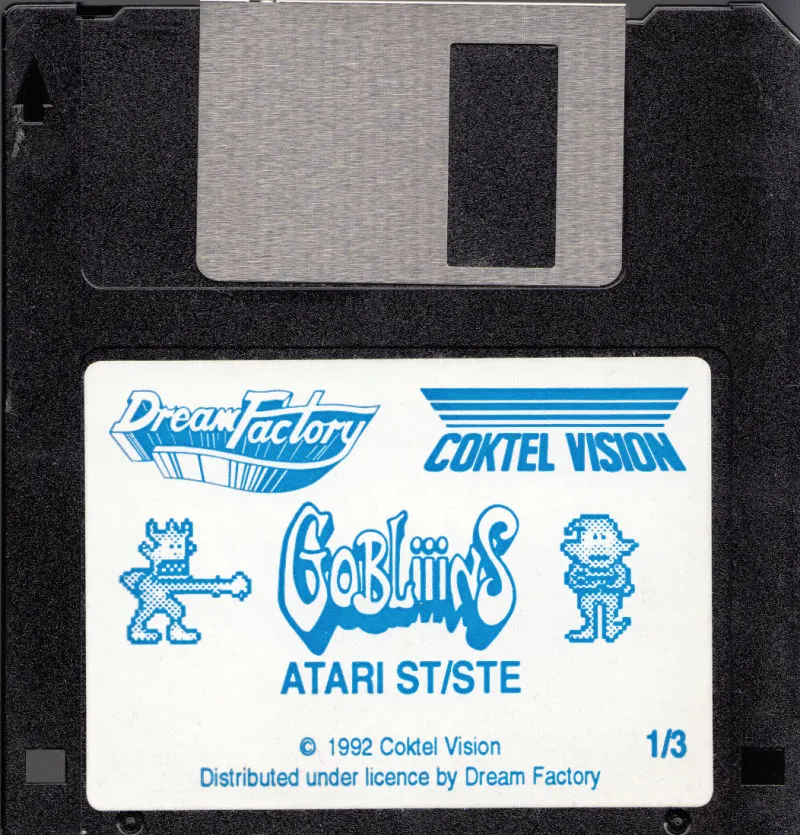 Dream Factory
COKTEL VISION
GOBLiiiNS
ATARI ST/STE
© 1992 Coktel Vision
1/3
Distributed under licence by Dream Factory